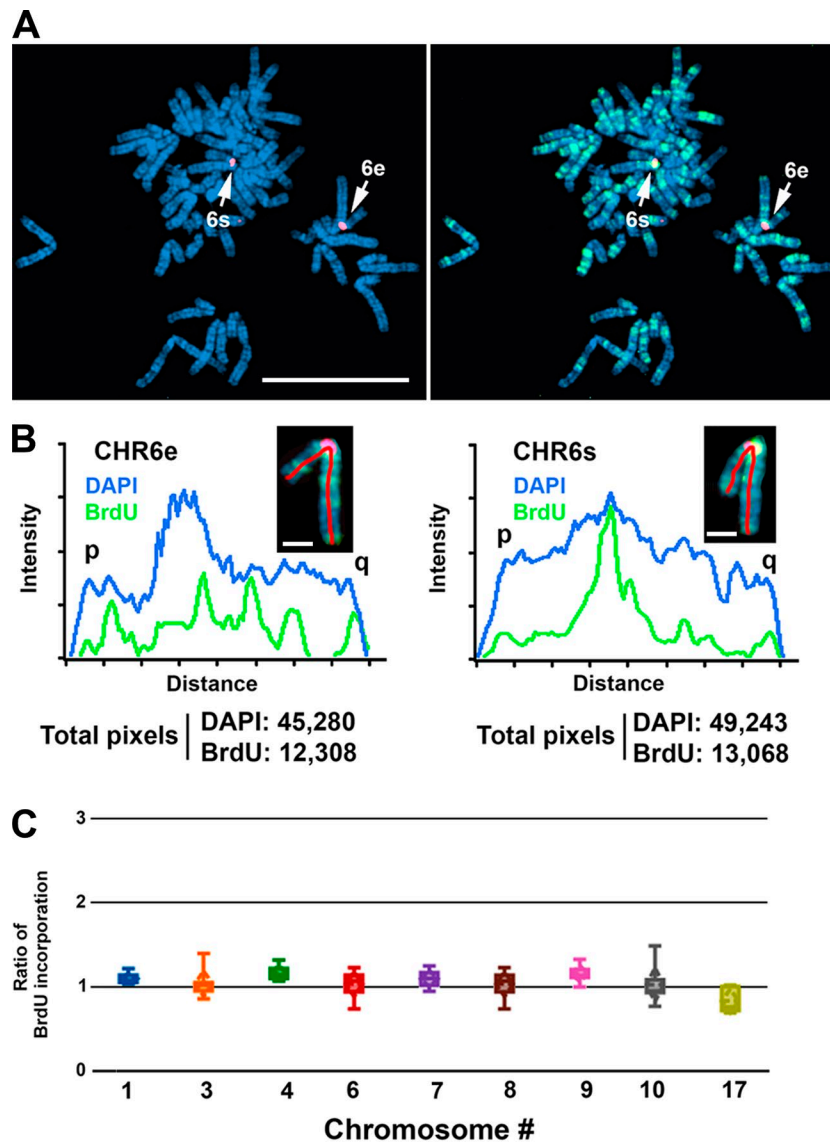 A
6s
6e
6s
6e
B
CHR6e
DAPI
BrdU
p
q
Intensity
Distance
Total pixels
DAPI: 45,280
BrdU: 12,308
CHR6s
DAPI
BrdU
p
q
Intensity
Distance
Total pixels
DAPI: 49,243
BrdU: 13,068
C
Ratio of
BrdU incorporation
3
2
1
0
1 3 4 6 7 8 9 10 17
Chromosome #